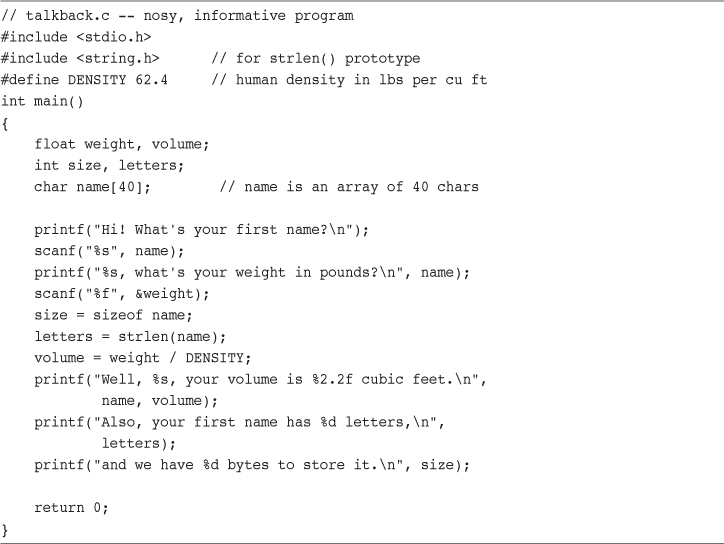 // talkback.c -- nosy, informative program
#include <stdio.h>
#include <string.h>      // for strlen() prototype
#define DENSITY 62.4     // human density in lbs per cu ft
int main()
{
    float weight, volume;
    int size, letters;
    char name[40];        // name is an array of 40 chars

    printf("Hi! What's your first name?\n");
    scanf("%s", name);
    printf("%s, what's your weight in pounds?\n", name);
    scanf("%f", &weight);
    size = sizeof name;
    letters = strlen(name);
    volume = weight / DENSITY;
    printf("Well, %s, your volume is %2.2f cubic feet.\n",
            name, volume);
    printf("Also, your first name has %d letters,\n",
            letters);
    printf("and we have %d bytes to store it.\n", size);

    return 0;
}